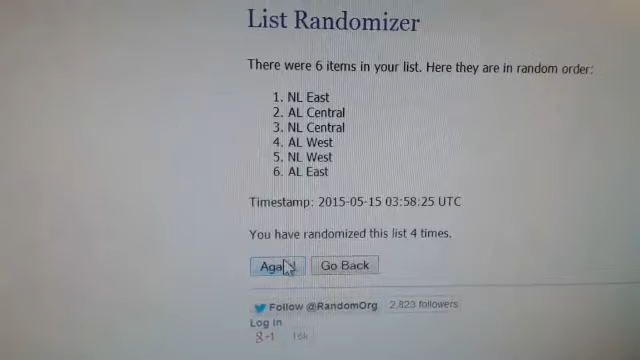 List Randomizer
There were 6 items in your list. Here they are in random order:
1. NL East
2. AL Central
3. NL Central
4. AL West
5. NL West
6. AL East
Timestamp: 2015-05-15 03:58:25 UTC
You have randomized this list 4 times.
Go Back
Follow @RandomOrg 2,823 followers
Log in
+1 16k